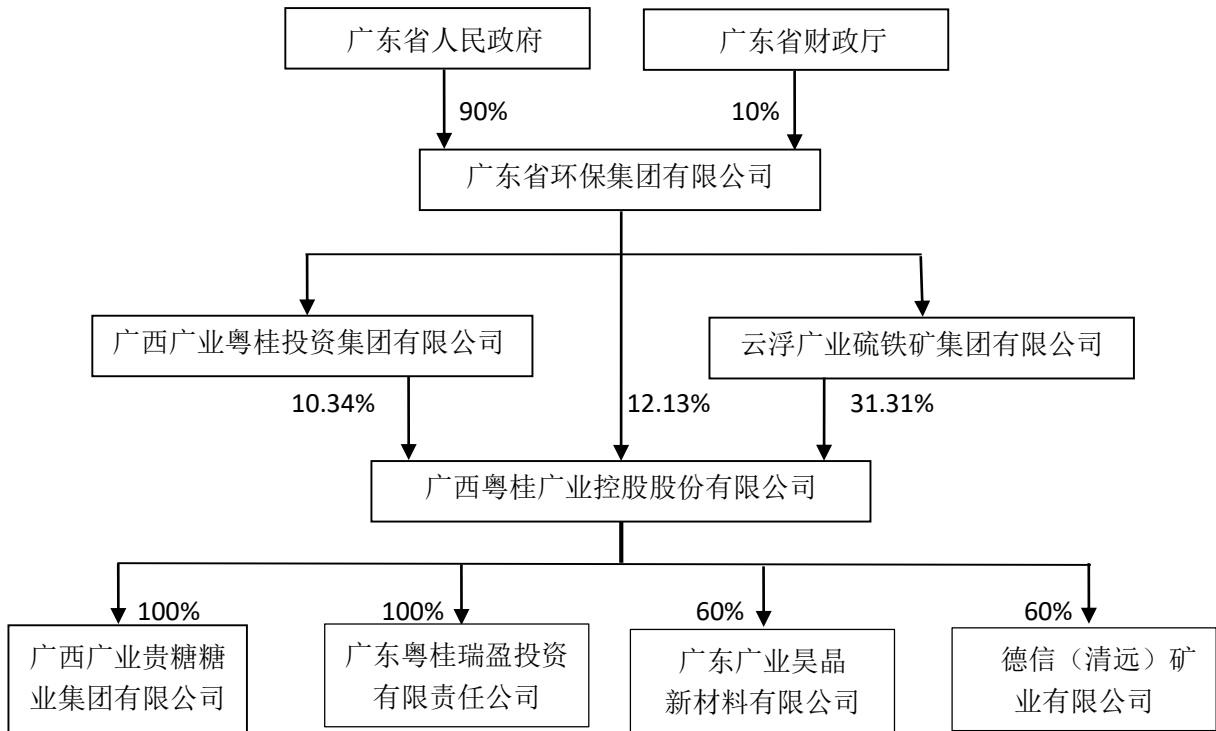 广东省人民政府
广东省财政厅
90%
10%
广东省环保集团有限公司
广西广业粤桂投资集团有限公司
云浮广业硫铁矿集团有限公司
10.34%
12.13%
31.31%
广西粤桂广业控股股份有限公司
100%
100%
60%
60%
广西广业贵糖糖
业集团有限公司
广东粤桂瑞盈投资
有限责任公司
广东广业昊晶
新材料有限公司
德信（清远）矿
业有限公司